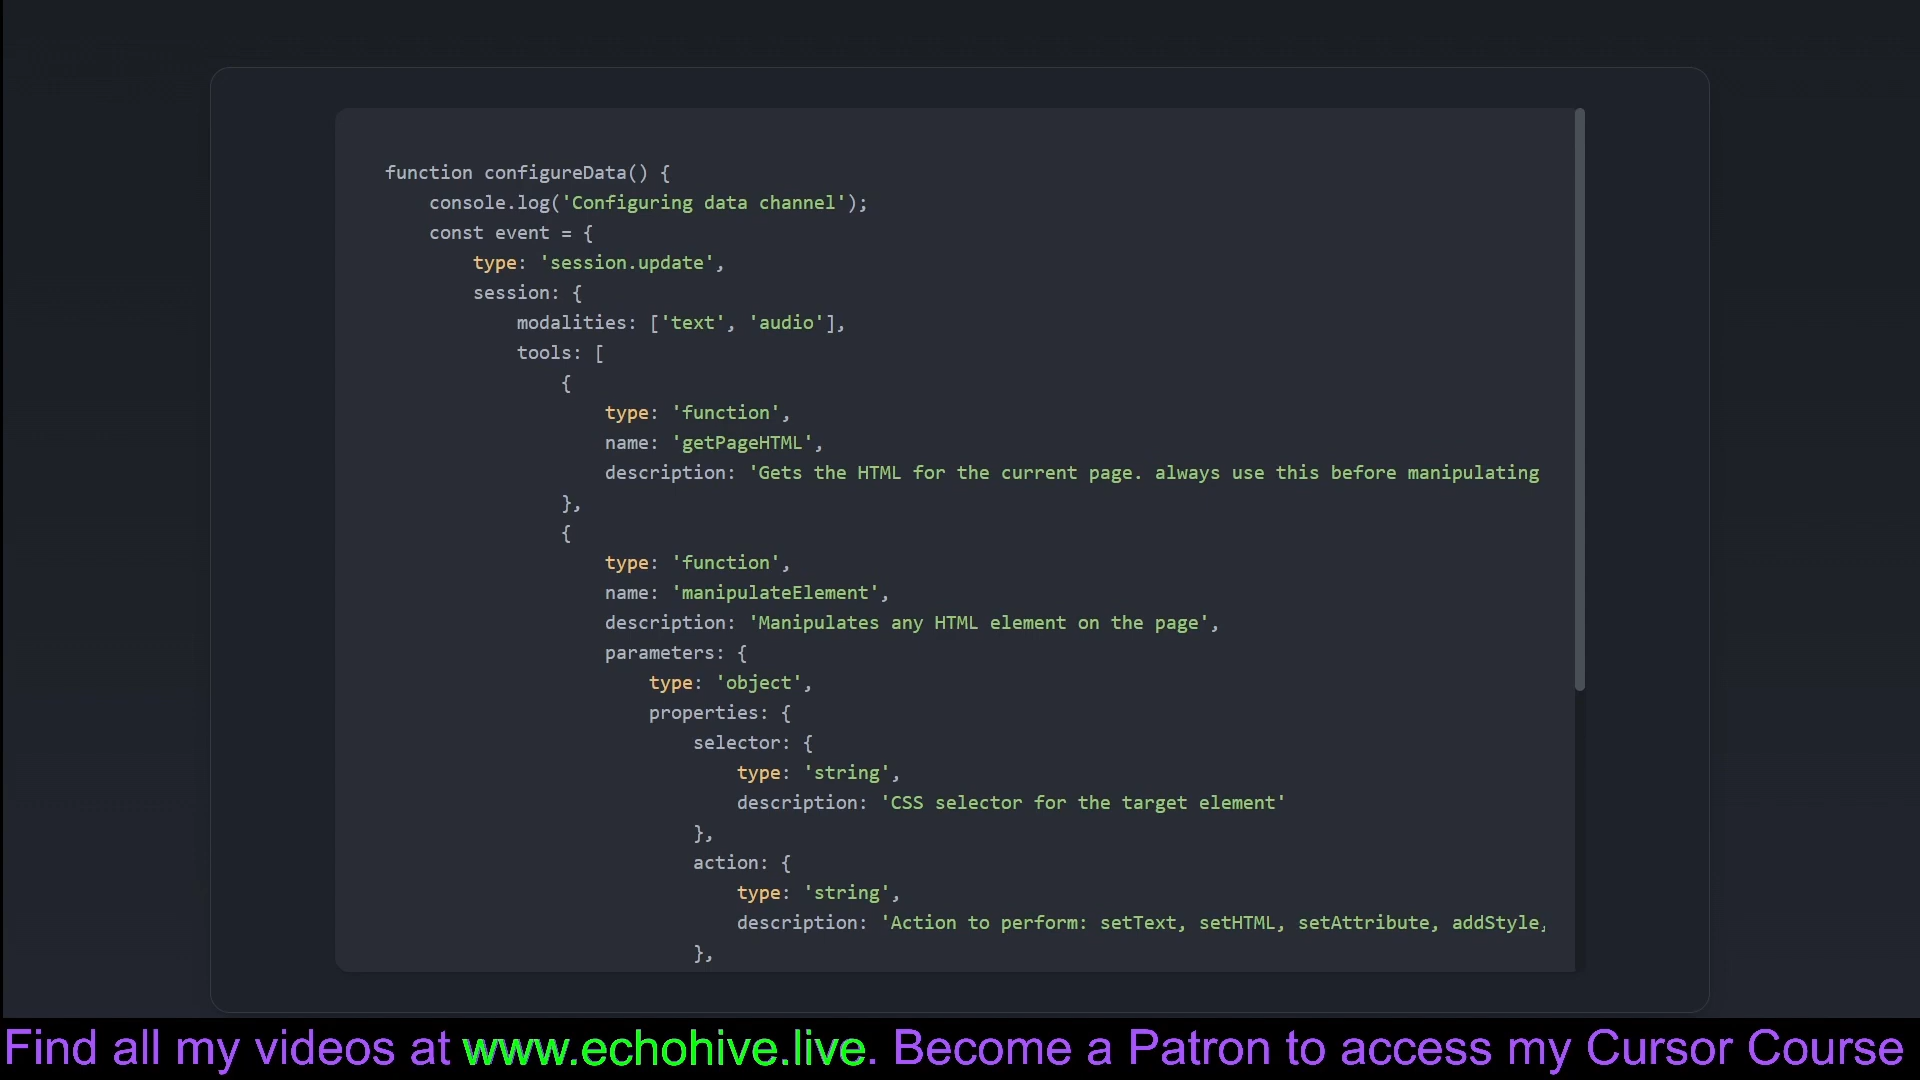 function configureData() {
    console.log('Configuring data channel');
    const event = {
        type: 'session.update',
        session: {
            modalities: ['text', 'audio'],
            tools: [
                {
                    type: 'function',
                    name: 'getPageHTML',
                    description: 'Gets the HTML for the current page. always use this before manipulating
                },
                {
                    type: 'function',
                    name: 'manipulateElement',
                    description: 'Manipulates any HTML element on the page',
                    parameters: {
                        type: 'object',
                        properties: {
                            selector: {
                                type: 'string',
                                description: 'CSS selector for the target element'
                            },
                            action: {
                                type: 'string',
                                description: 'Action to perform: setText, setHTML, setAttribute, addStyle,
                            },
Find all my videos at www.echohive.live. Become a Patron to access my Cursor Course